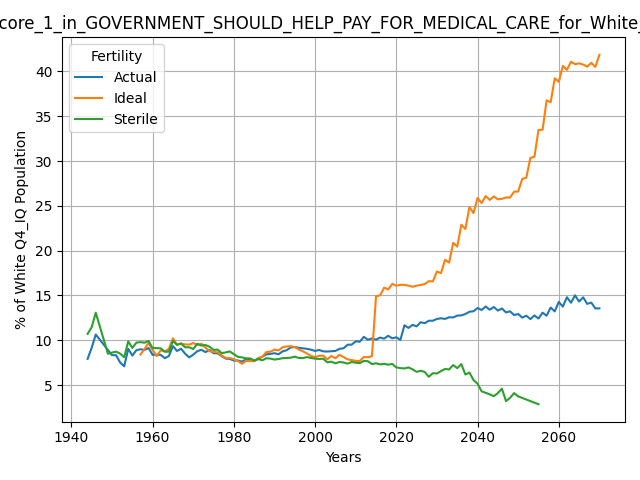 core_1_in_GOVERNMENT_SHOULD_HELP_PAY_FOR_MEDICAL_CARE_for_White_
Fertility
Actual
Ideal
Sterile
% of White Q4_IQ Population
40
35
30
25
20
15
10
5
1940 1960 1980 2000 2020 2040 2060
Years